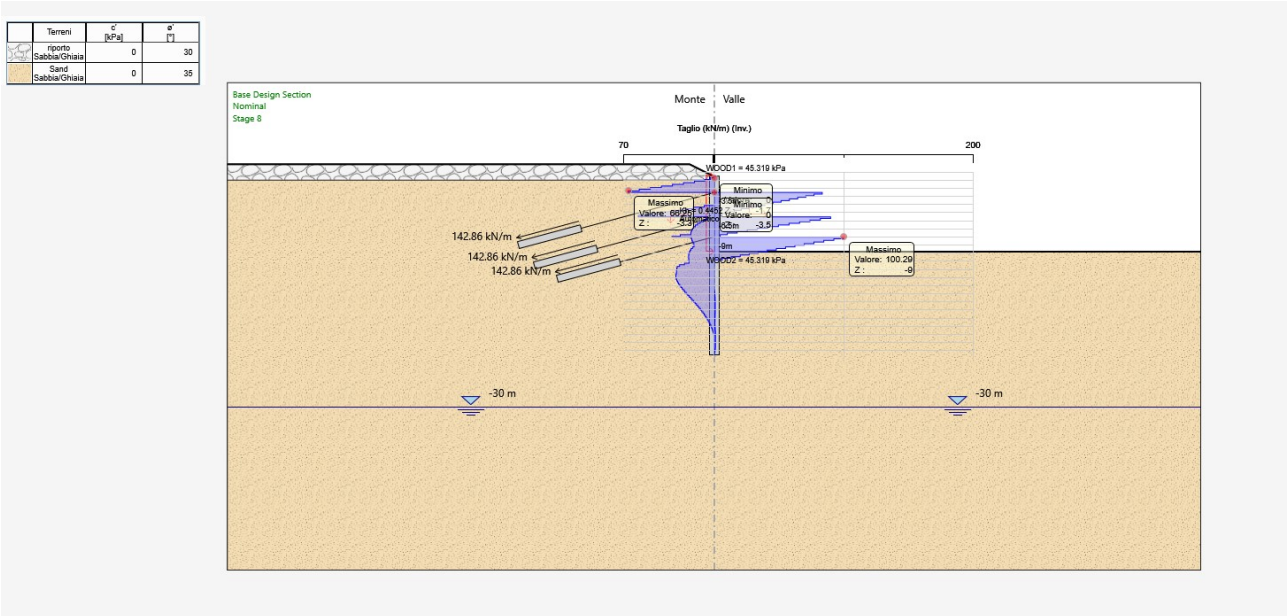 Terreni
c'
[kPa]
ø'
[°]
riporto
Sabbia/Ghiaia
0
30
Sand
Sabbia/Ghiaia
0
35
Base Design Section
Nominal
Stage 8
Monte
Valle
Taglio (kN/m) (Inv.)
70
200
WOOD1 = 45.319 kPa
Minimo
Massimo
Minimo
Valore:
Valore:
0
Z :
-3.3
-3.5
142.86 kN/m
142.86 kN/m
142.86 kN/m
-9m
WOOD2 = 45.319 kPa
Massimo
Valore: 100.29
Z :
-9
-30 m
-30 m